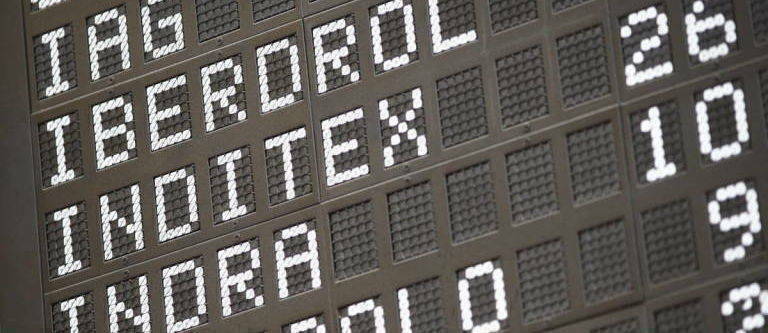 IAG
IBERDROL
INDITEX 26
INDRA 10
9